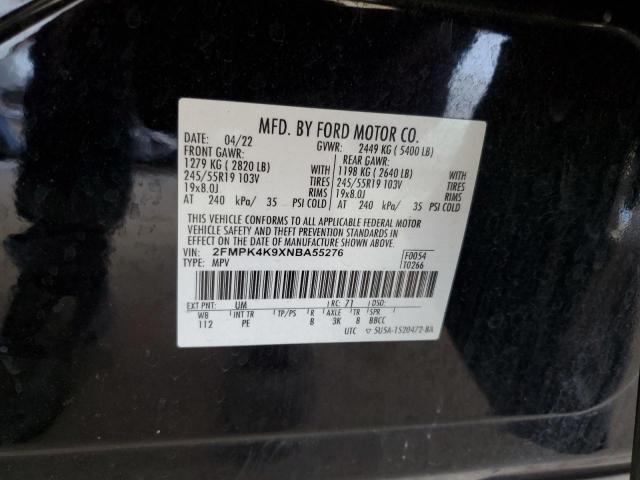 MFD. BY FORD MOTOR CO.
DATE: 04/22 GVWR: 2449 KG ( 5400 LB)
FRONT GAWR: REAR GAWR:
1279 KG ( 2820 LB) WITH 1198 KG ( 2640 LB) WITH
245/55R19 103V TIRES 245/55R19 103V TIRES
19x8.0J RIMS 19x8.0J RIMS
AT 240 kPa/ 35 PSI COLD AT 240 kPa/ 35 PSI COLD
THIS VEHICLE CONFORMS TO ALL APPLICABLE FEDERAL MOTOR
VEHICLE SAFETY AND THEFT PREVENTION STANDARDS IN
EFFECT ON THE DATE OF MANUFACTURE SHOWN ABOVE.
VIN: 2FMPK4K9XNBA55276 F0054
TYPE: MPV T0266
EXT PNT: UM RC: 71 DSO:
WB INT TR TP/PS R AXLE TR SPR
112 PE B 3K 8 BBCC
UTC ▽ 5U5A-1520472-BA